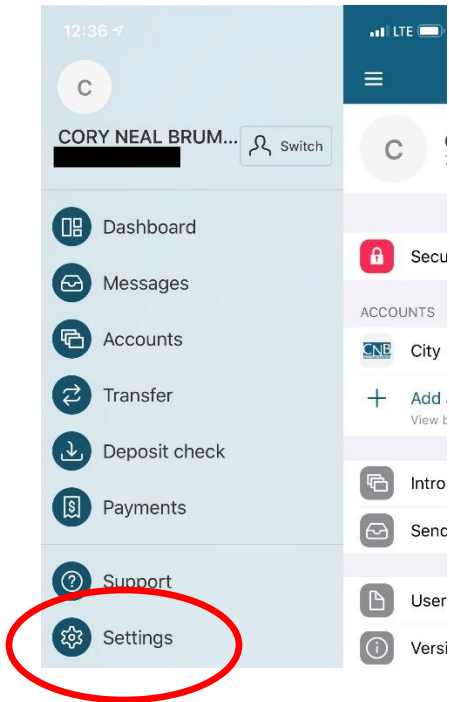 12:36
C
CORY NEAL BRUM...
Switch
Dashboard
Messages
Accounts
Transfer
Deposit check
Payments
Support
Settings
LTE
C
Secu
ACCOUNTS
CNB
City
Add
View b
Intro
Send
User
Versi